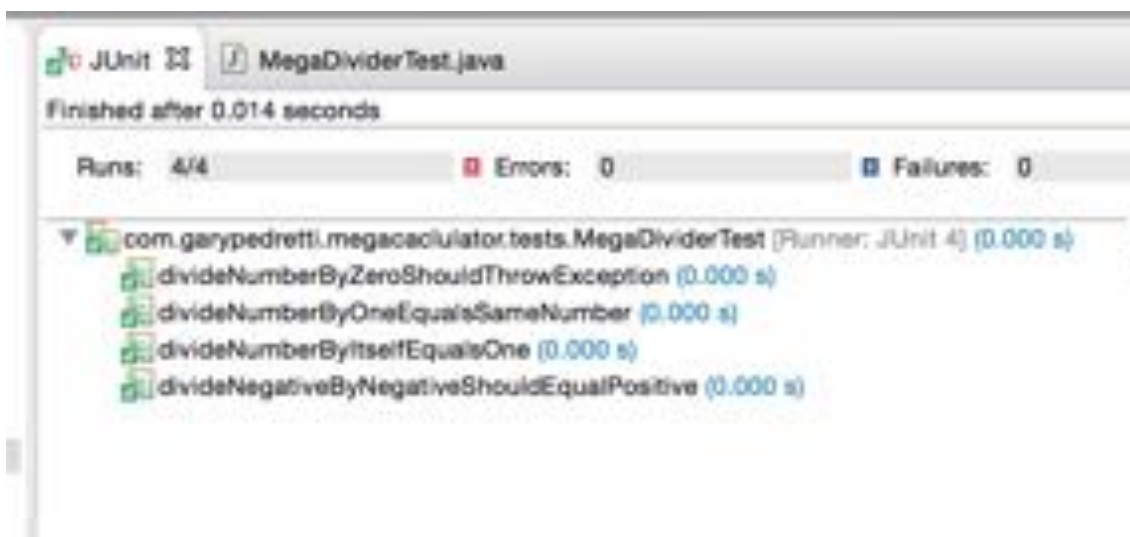 JUnit MegaDividerTest.java
Finished after 0.014 seconds
Runs: 4/4 Errors: 0 Failures: 0
com.garypedretti.megacaclulator.tests.MegaDividerTest [Runner: JUnit 4] (0.000 s)
divideNumberByZeroShouldThrowException (0.000 s)
divideNumberByOneEqualsSameNumber (0.000 s)
divideNumberByItselfEqualsOne (0.000 s)
divideNegativeByNegativeShouldEqualPositive (0.000 s)